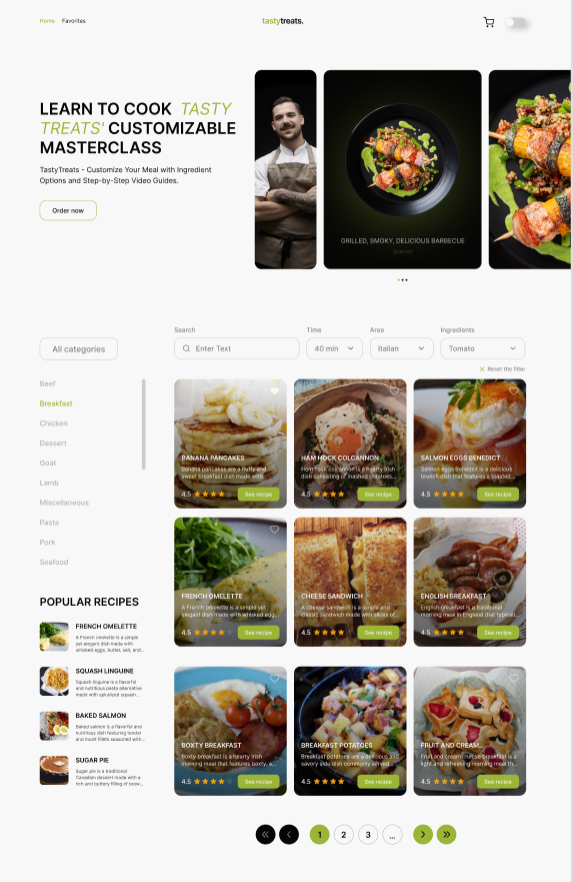 Home Favorites
tastytreats.
LEARN TO COOK TASTY
TREATS' CUSTOMIZABLE
MASTERCLASS
TastyTreats - Customize Your Meal with Ingredient
Options and Step-by-Step Video Guides.
Order now
GRILLED, SMOKY, DELICIOUS BARBECUE
Spanish
Search
Time
Area
Ingredients
All categories
Enter Text
40 min
Italian
Tomato
Reset the filter
Beef
Breakfast
Chicken
Dessert
Goat
Lamb
Miscellaneous
Pasta
Pork
Seafood
BANANA PANCAKES
Banana pancakes are a fluffy and
sweet breakfast dish made with
4.5
See recipe
HAM HOCK COLCANNON
Ham hock colcannon is a hearty Irish
dish consisting of mashed potatoes...
4.5
See recipe
SALMON EGGS BENEDICT
Salmon eggs Benedict is a delicious
brunch dish that features a toasted...
4.5
See recipe
FRENCH OMELETTE
A French omelette is a simple yet
elegant dish made with whisked egg...
4.5
See recipe
CHEESE SANDWICH
A cheese sandwich is a simple and
classic sandwich made with slices of
4.5
See recipe
ENGLISH BREAKFAST
English breakfast is a traditional
morning meal in England that typical...
4.5
See recipe
BOXTY BREAKFAST
Boxty breakfast is a hearty Irish
morning meal that features boxty, a...
4.5
See recipe
BREAKFAST POTATOES
Breakfast potatoes are a delicious and
savory side dish commonly served...
4.5
See recipe
FRUIT AND CREAM...
Fruit and cream cheese breakfast is a
light and refreshing morning meal th...
4.5
See recipe
POPULAR RECIPES
FRENCH OMELETTE
A French omelette is a simple
yet elegant dish made with
whisked eggs, butter, salt, and...
SQUASH LINGUINE
Squash linguine is a flavorful
and nutritious pasta alternative
made with spiralized squash...
BAKED SALMON
Baked salmon is a flavorful and
nutritious dish featuring tender
and moist fillets seasoned with...
SUGAR PIE
Sugar pie is a traditional
Canadian dessert made with a
rich and buttery filling of brow...
1 2 3 ...